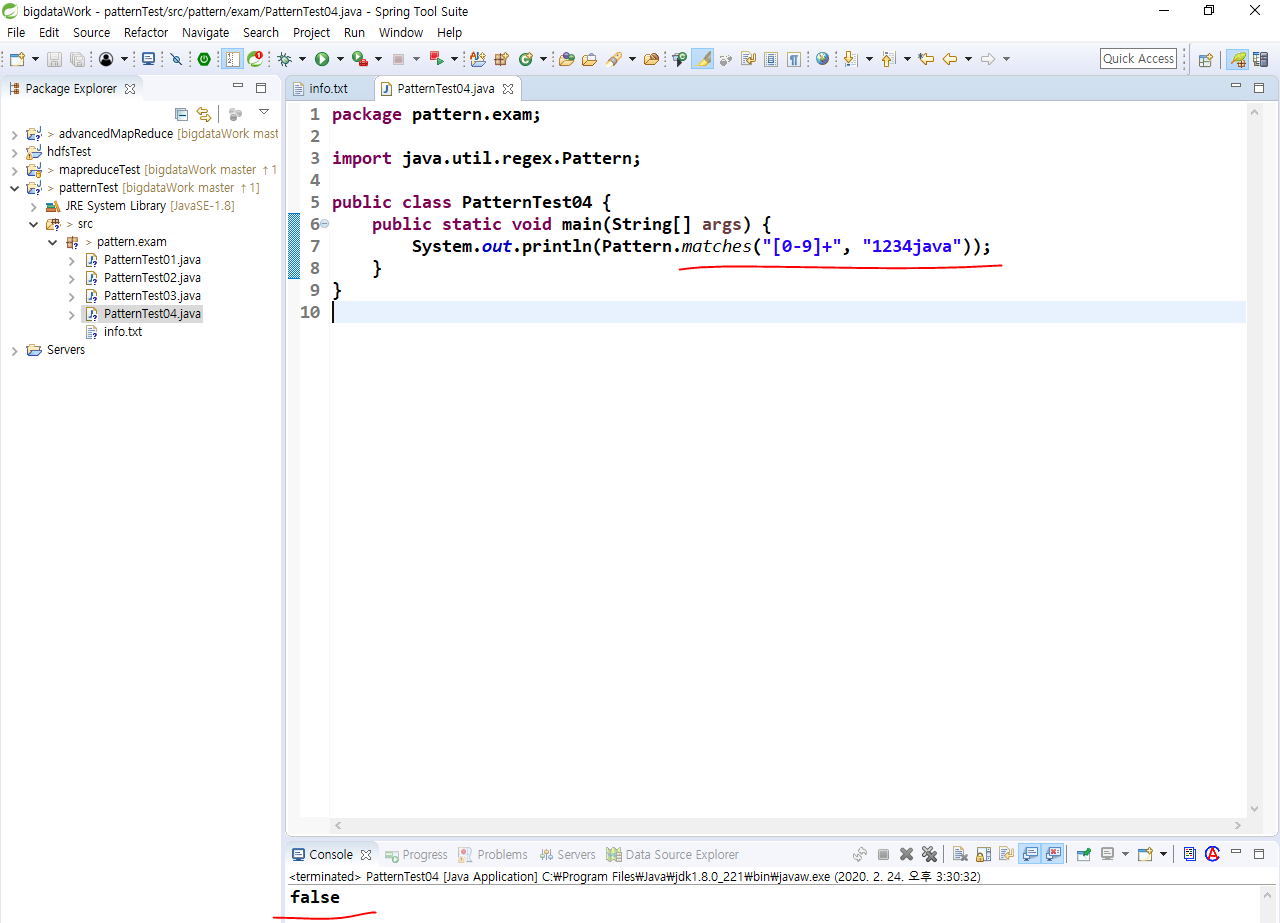 bigdataWork - patternTest/src/pattern/exam/PatternTest04.java - Spring Tool Suite
File Edit Source Refactor Navigate Search Project Run Window Help
Quick Access
Package Explorer
> advancedMapReduce [bigdataWork mast
hdfsTest
> mapreduceTest [bigdataWork master ↑1
> patternTest [bigdataWork master ↑1]
JRE System Library [JavaSE-1.8]
> src
> pattern.exam
PatternTest01.java
PatternTest02.java
PatternTest03.java
PatternTest04.java
info.txt
Servers
info.txt PatternTest04.java
1 package pattern.exam;
2
3 import java.util.regex.Pattern;
4
5 public class PatternTest04 {
6 public static void main(String[] args) {
7 System.out.println(Pattern.matches("[0-9]+", "1234java"));
8 }
9 }
10
Console Progress Problems Servers Data Source Explorer
<terminated> PatternTest04 [Java Application] C:₩Program Files₩Java₩jdk1.8.0_221₩bin₩javaw.exe (2020. 2. 24. 오후 3:30:32)
false